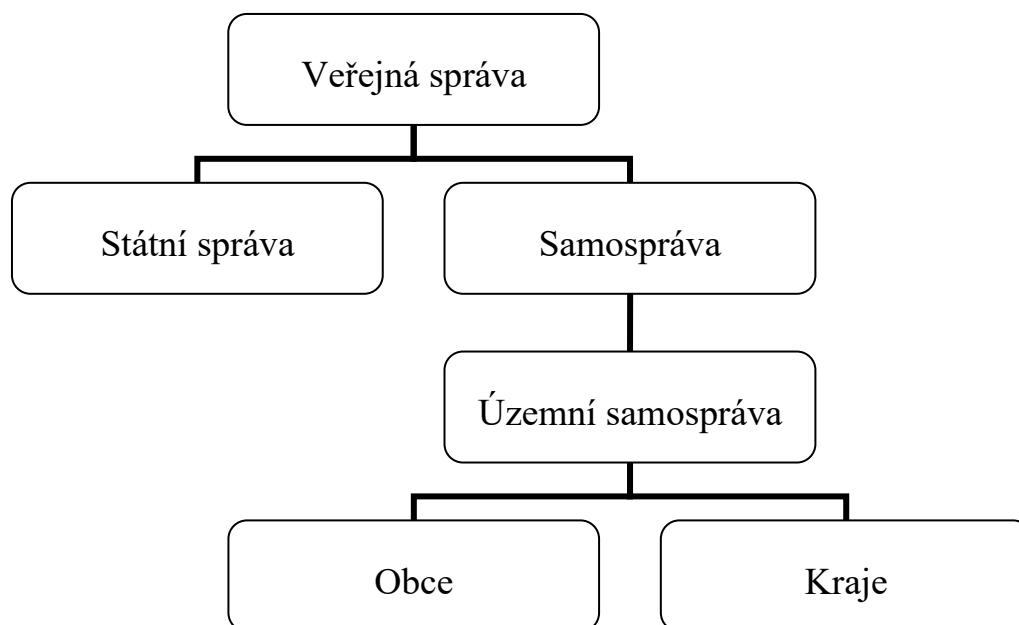 Veřejná správa
Státní správa
Samospráva
Územní samospráva
Obce
Kraje